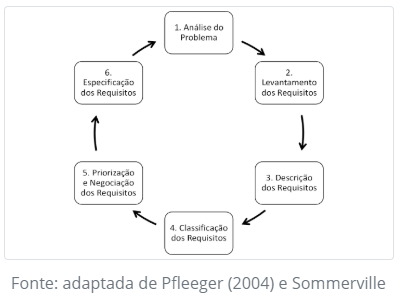 1. Análise do
Problema
2.
Levantamento
dos Requisitos
3. Descrição
dos Requisitos
4. Classificação
dos Requisitos
5. Priorização
e Negociação
dos Requisitos
6.
Especificação
dos Requisitos
Fonte: adaptada de Pfleeger (2004) e Sommerville